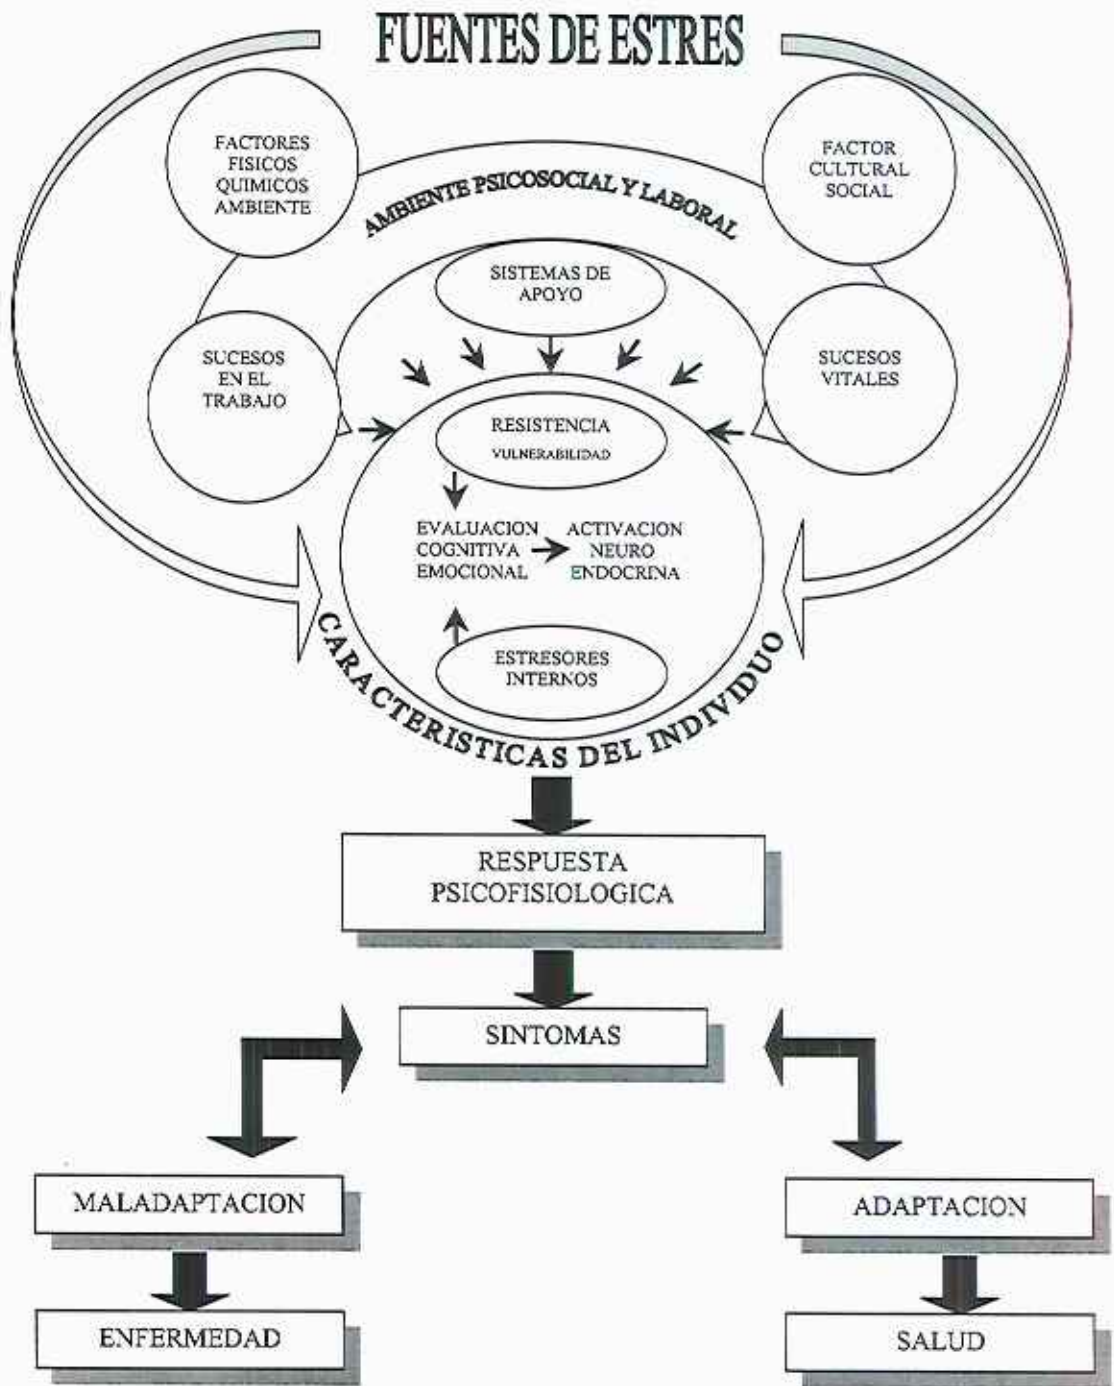 FUENTES DE ESTRES
FACTORES
FISICOS
QUIMICOS
AMBIENTE
FACTOR
CULTURAL
SOCIAL
AMBIENTE PSICOSOCIAL Y LABORAL
SISTEMAS DE
APOYO
SUCESOS
EN EL
TRABAJO
SUCESOS
VITALES
RESISTENCIA
VULNERABILIDAD
EVALUACION
COGNITIVA
EMOCIONAL
ACTIVACION
NEURO
ENDOCRINA
ESTRESORES
INTERNOS
CARACTERISTICAS DEL INDIVIDUO
RESPUESTA
PSICOFISIOLOGICA
SINTOMAS
MALADAPTACION
ADAPTACION
ENFERMEDAD
SALUD